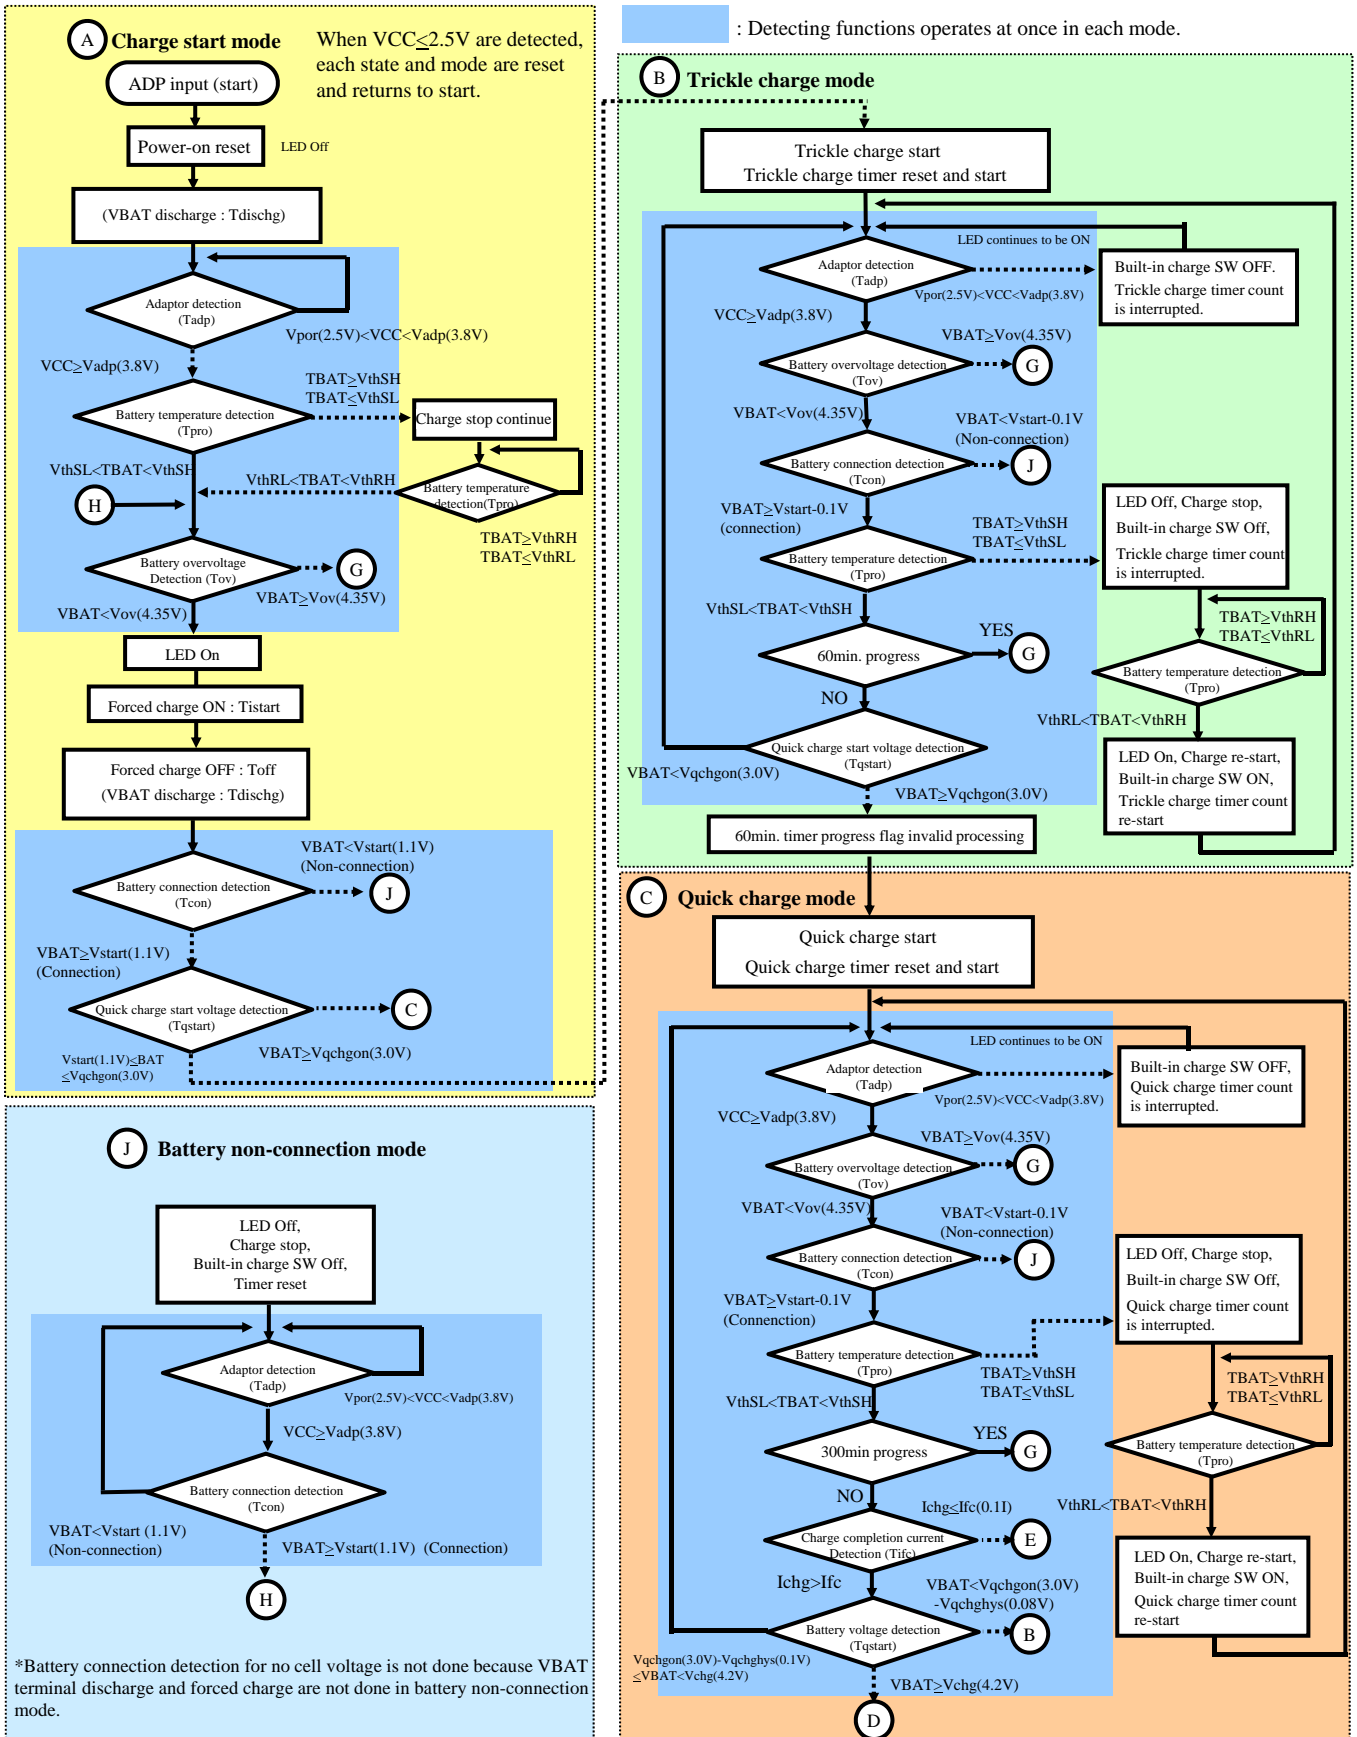 A Charge start mode
When VCC≤2.5V are detected,
each state and mode are reset
and returns to start.
ADP input (start)
Power-on reset
LED Off
(VBAT discharge : Tdischg)
Adaptor detection
(Tadp)
Vpor(2.5V)<VCC<Vadp(3.8V)
VCC≥Vadp(3.8V)
TBAT≥VthSH
TBAT≤VthSL
Battery temperature detection
(Tpro)
Charge stop continue
VthSL<TBAT<VthSH
VthRL<TBAT<VthRH
Battery temperature
detection(Tpro)
H
TBAT≥VthRH
TBAT≤VthRL
Battery overvoltage
Detection (Tov)
G
VBAT≥Vov(4.35V)
VBAT<Vov(4.35V)
LED On
Forced charge ON : Tistart
Forced charge OFF : Toff
(VBAT discharge : Tdischg)
VBAT<Vstart(1.1V)
(Non-connection)
Battery connection detection
(Tcon)
J
VBAT≥Vstart(1.1V)
(Connection)
Quick charge start voltage detection
(Tqstart)
C
VBAT≥Vqchgon(3.0V)
Vstart(1.1V)≤BAT
≤Vqchgon(3.0V)
J Battery non-connection mode
LED Off,
Charge stop,
Built-in charge SW Off,
Timer reset
Adaptor detection
(Tadp)
Vpor(2.5V)<VCC<Vadp(3.8V)
VCC≥Vadp(3.8V)
Battery connection detection
(Tcon)
VBAT<Vstart (1.1V)
(Non-connection)
VBAT≥Vstart(1.1V) (Connection)
H
*Battery connection detection for no cell voltage is not done because VBAT
terminal discharge and forced charge are not done in battery non-connection
mode.
: Detecting functions operates at once in each mode.
B Trickle charge mode
Trickle charge start
Trickle charge timer reset and start
LED continues to be ON
Adaptor detection
(Tadp)
Vpor(2.5V)<VCC<Vadp(3.8V)
Built-in charge SW OFF.
Trickle charge timer count
is interrupted.
VCC≥Vadp(3.8V)
VBAT≥Vov(4.35V)
Battery overvoltage detection
(Tov)
G
VBAT<Vov(4.35V)
VBAT<Vstart-0.1V
(Non-connection)
Battery connection detection
(Tcon)
J
VBAT≥Vstart-0.1V
(connection)
TBAT≥VthSH
TBAT≤VthSL
Battery temperature detection
(Tpro)
LED Off, Charge stop,
Built-in charge SW Off,
Trickle charge timer count
is interrupted.
VthSL<TBAT<VthSH
TBAT≥VthRH
TBAT≤VthRL
60min. progress
YES
G
Battery temperature detection
(Tpro)
NO
VthRL<TBAT<VthRH
Quick charge start voltage detection
(Tqstart)
VBAT<Vqchgon(3.0V)
VBAT≥Vqchgon(3.0V)
LED On, Charge re-start,
Built-in charge SW ON,
Trickle charge timer count
re-start
60min. timer progress flag invalid processing
C Quick charge mode
Quick charge start
Quick charge timer reset and start
LED continues to be ON
Adaptor detection
(Tadp)
Vpor(2.5V)<VCC<Vadp(3.8V)
Built-in charge SW OFF,
Quick charge timer count
is interrupted.
VCC≥Vadp(3.8V)
VBAT≥Vov(4.35V)
Battery overvoltage detection
(Tov)
G
VBAT<Vov(4.35V)
VBAT<Vstart-0.1V
(Non-connection)
Battery connection detection
(Tcon)
J
VBAT≥Vstart-0.1V
(Connenction)
LED Off, Charge stop,
Built-in charge SW Off,
Quick charge timer count
is interrupted.
Battery temperature detection
(Tpro)
TBAT≥VthSH
TBAT≤VthSL
VthSL<TBAT<VthSH
TBAT≥VthRH
TBAT≤VthRL
300min progress
YES
G
Battery temperature detection
(Tpro)
NO
Ichg≤Ifc(0.1I)
VthRL<TBAT<VthRH
Charge completion current
Detection (Tifc)
E
Ichg>Ifc
VBAT<Vqchgon(3.0V)
-Vqchghys(0.08V)
Battery voltage detection
(Tqstart)
B
LED On, Charge re-start,
Built-in charge SW ON,
Quick charge timer count
re-start
Vqchgon(3.0V)-Vqchghys(0.1V)
≤VBAT<Vchg(4.2V)
VBAT≥Vchg(4.2V)
D